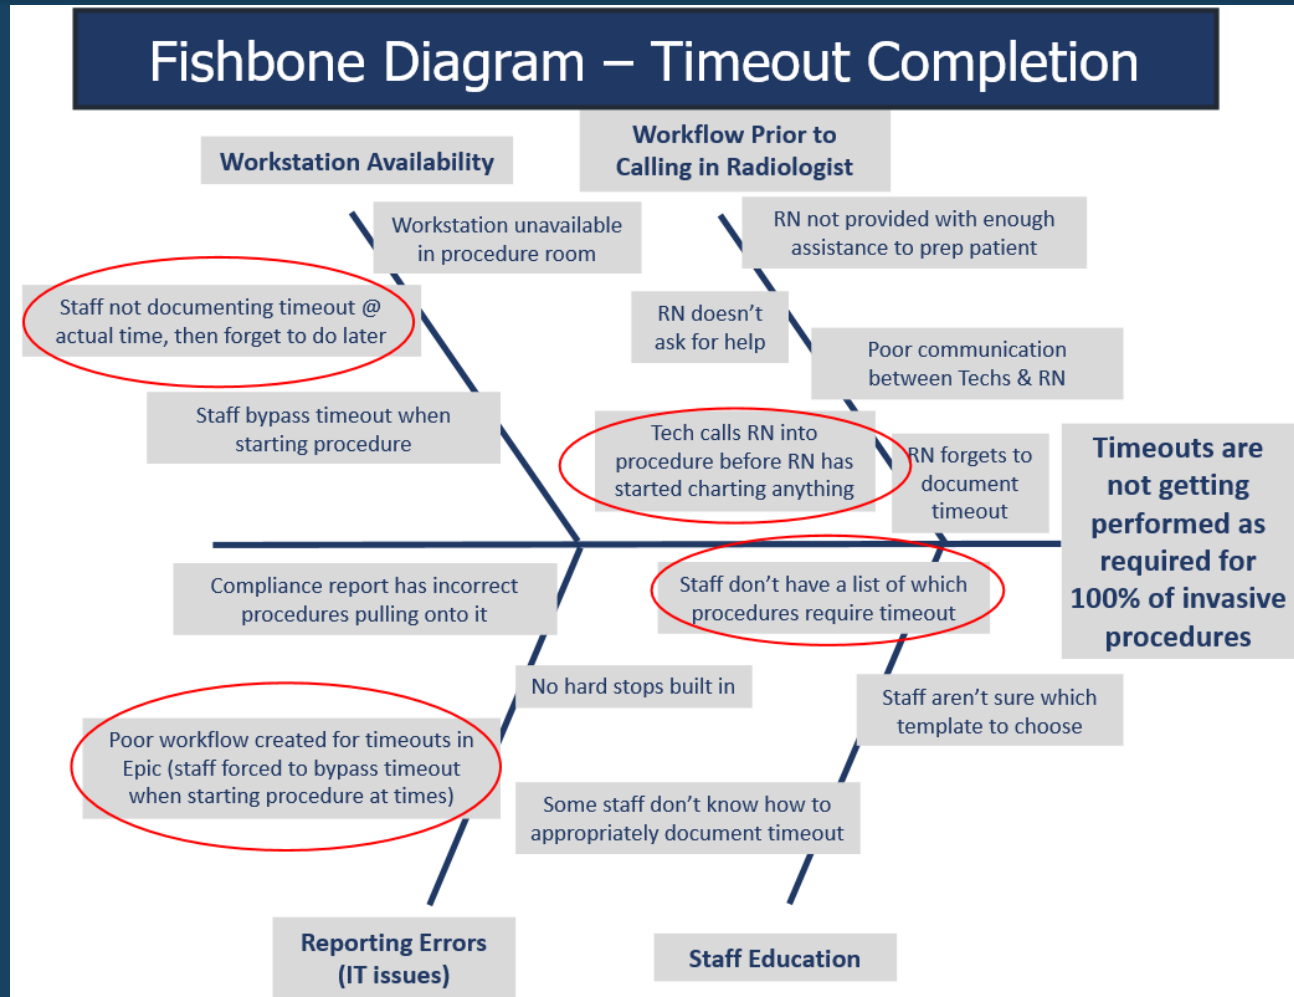 Fishbone Diagram – Timeout Completion
Workstation Availability
Workstation unavailable
in procedure room
Staff not documenting timeout @
actual time, then forget to do later
Staff bypass timeout when
starting procedure
Workflow Prior to
Calling in Radiologist
RN not provided with enough
assistance to prep patient
RN doesn’t
ask for help
Poor communication
between Techs & RN
Tech calls RN into
procedure before RN has
started charting anything
RN forgets to
document
timeout
Timeouts are
not getting
performed as
required for
100% of invasive
procedures
Compliance report has incorrect
procedures pulling onto it
No hard stops built in
Poor workflow created for timeouts in
Epic (staff forced to bypass timeout
when starting procedure at times)
Reporting Errors
(IT issues)
Staff don’t have a list of which
procedures require timeout
Staff aren’t sure which
template to choose
Some staff don’t know how to
appropriately document timeout
Staff Education